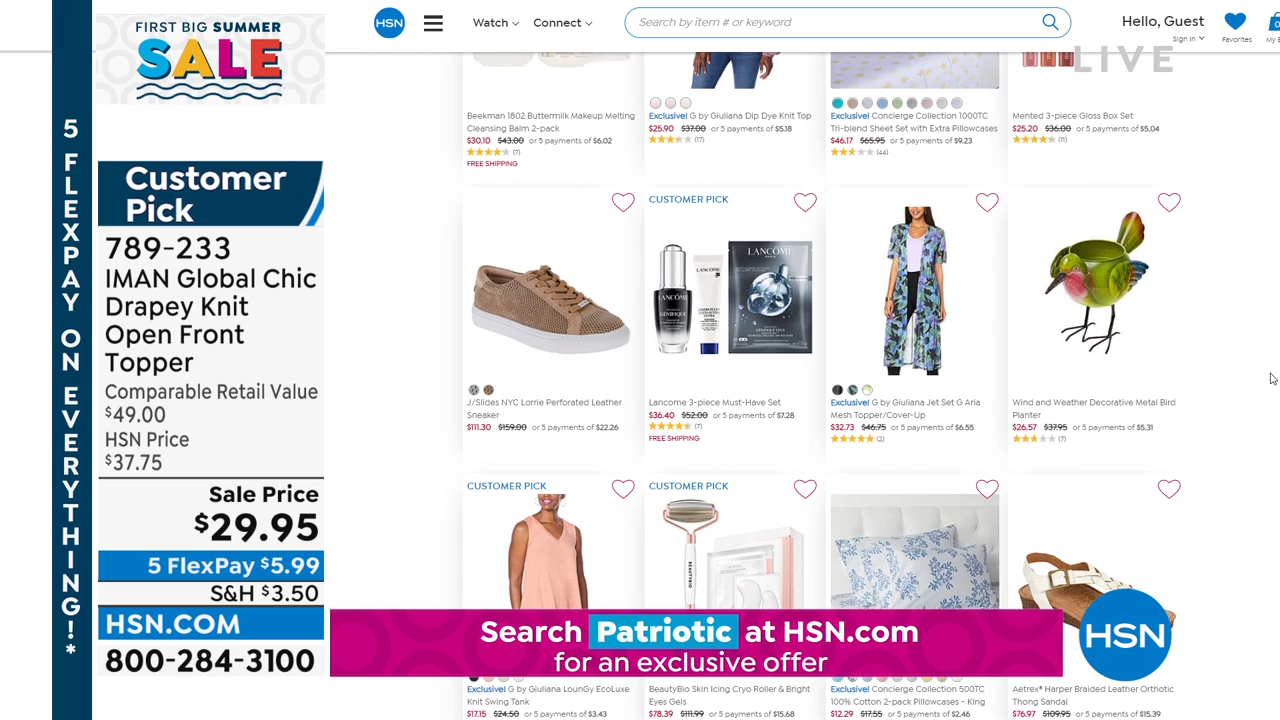 FIRST BIG SUMMER
SALE
5 FLEXPAY ON EVERYTHING!*
Customer
Pick
789-233
IMAN Global Chic
Drapey Knit
Open Front
Topper
Comparable Retail Value
$49.00
HSN Price
$37.75
Sale Price
$29.95
5 FlexPay $5.99
S&H $3.50
HSN.COM
800-284-3100
HSN
Watch
Connect
Search by item # or keyword
Hello, Guest
Sign In
Favorites
0
LIVE
Beekman 1802 Buttermilk Makeup Melting
Cleansing Balm 2-pack
$30.10 $43.00 or 5 payments of $6.02
(7)
FREE SHIPPING
Exclusive! G by Giuliana Dip Dye Knit Top
$25.90 $37.00 or 5 payments of $5.18
(17)
Exclusive! Concierge Collection 1000TC
Tri-blend Sheet Set with Extra Pillowcases
$46.17 $65.95 or 5 payments of $9.23
(44)
Mented 3-piece Gloss Box Set
$25.20 $36.00 or 5 payments of $5.04
(11)
J/Slides NYC Lorrie Perforated Leather
Sneaker
$111.30 $159.00 or 5 payments of $22.26
CUSTOMER PICK
LANCOME
LANCOME
LANCOME
GÉNIFIQUE
Lancome 3-piece Must-Have Set
$36.40 $52.00 or 5 payments of $7.28
(7)
FREE SHIPPING
Exclusive! G by Giuliana Jet Set G Aria
Mesh Topper/Cover-Up
$32.73 $46.75 or 5 payments of $6.55
(2)
Wind and Weather Decorative Metal Bird
Planter
$26.57 $37.95 or 5 payments of $5.31
(7)
CUSTOMER PICK
CUSTOMER PICK
BEAUTYBIO
Search Patriotic at HSN.com
for an exclusive offer
HSN
Exclusive! G by Giuliana LounGy EcoLuxe
Knit Swing Tank
$17.15 $24.50 or 5 payments of $3.43
BeautyBio Skin Icing Cryo Roller & Bright
Eyes Gels
$78.39 $111.99 or 5 payments of $15.68
Exclusive! Concierge Collection 500TC
100% Cotton 2-pack Pillowcases - King
$12.29 $17.55 or 5 payments of $2.46
Aetrex® Harper Braided Leather Orthotic
Thong Sandal
$76.97 $109.95 or 5 payments of $15.39